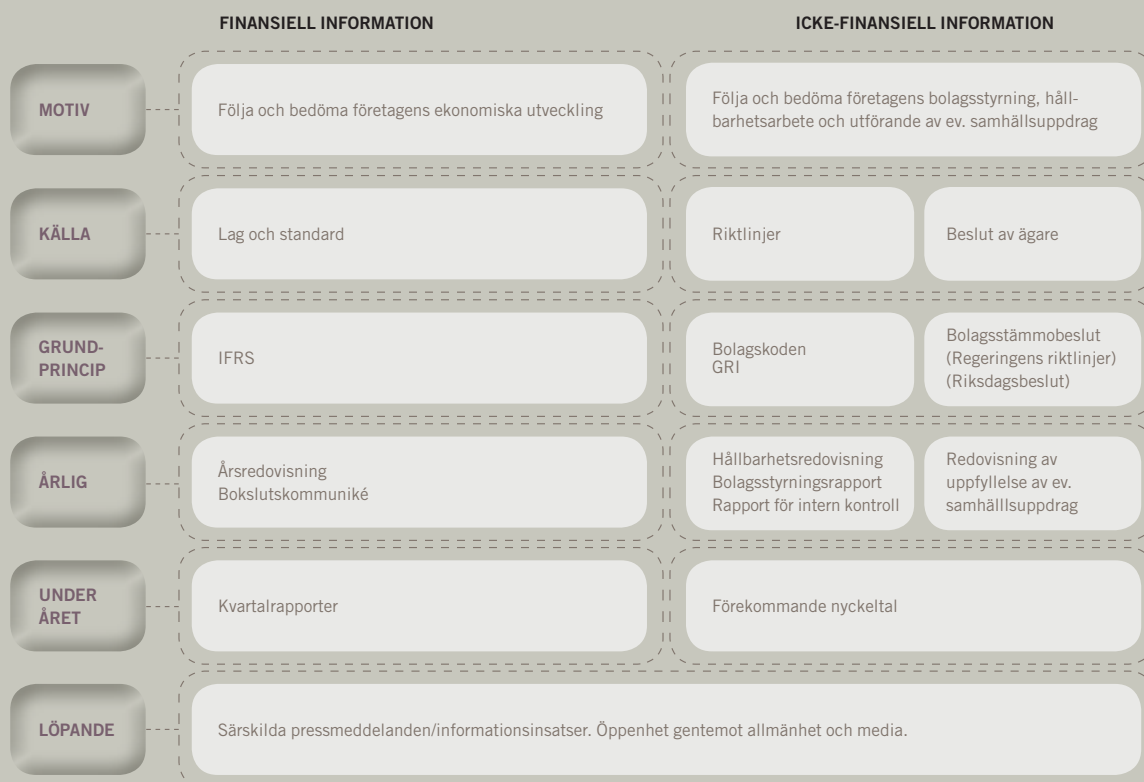 FINANSIELL INFORMATION
ICKE-FINANSIELL INFORMATION
MOTIV
Följa och bedöma företagens ekonomiska utveckling
Följa och bedöma företagens bolagsstyrning, håll-
barhetsarbete och utförande av ev. samhällsuppdrag
KÄLLA
Lag och standard
Riktlinjer
Beslut av ägare
GRUND-
PRINCIP
IFRS
Bolagskoden
GRI
Bolagsstämmobeslut
(Regeringens riktlinjer)
(Riksdagsbeslut)
ÅRLIG
Årsredovisning
Bokslutskommuniké
Hållbarhetsredovisning
Bolagsstyrningsrapport
Rapport för intern kontroll
Redovisning av
uppfyllelse av ev.
samhälllsuppdrag
UNDER
ÅRET
Kvartalrapporter
Förekommande nyckeltal
LÖPANDE
Särskilda pressmeddelanden/informationsinsatser. Öppenhet gentemot allmänhet och media.